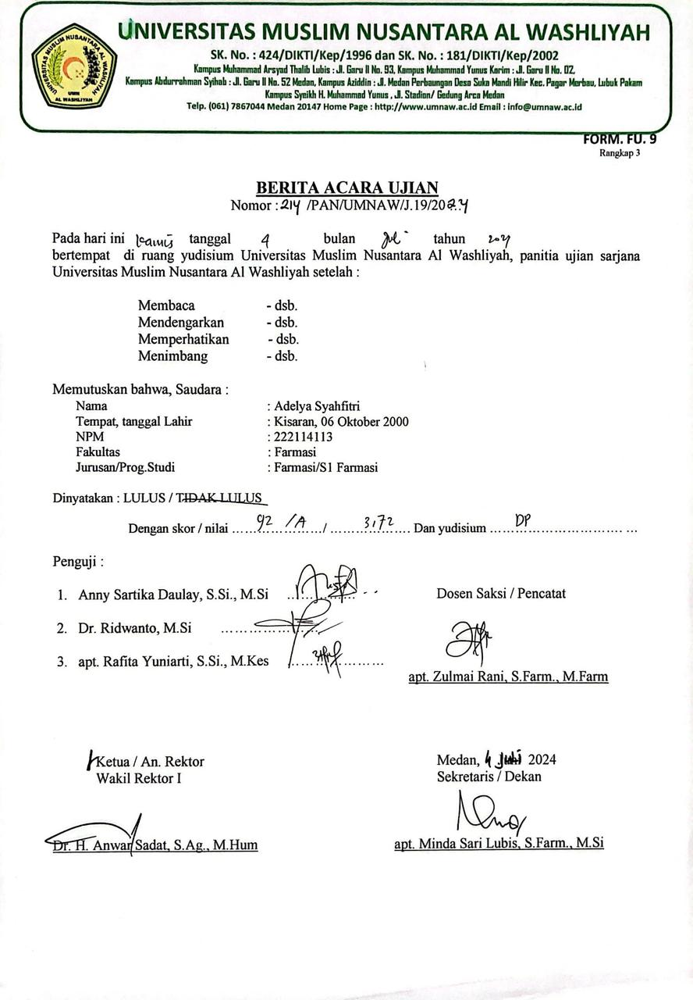 UNIVERSITAS MUSLIM NUSANTARA AL WASHLIYAH
UNIVERSITAS MUSLIM NUSANTARA AL WASHLIYAH
UMN
AL WASHLIYAH
SK. No. : 424/DIKTI/Kep/1996 dan SK. No. : 181/DIKTI/Kep/2002
Kampus Muhammad Arsyad Thalib Lubis : Jl. Garu II No. 93, Kampus Muhammad Yunus Karim : Jl. Garu II No. 02,
Kampus Abdurrahman Syihab : Jl. Garu II No. 52 Medan, Kampus Aziddin : Jl. Medan Perbaungan Desa Suka Mandi Hilir Kec. Pagar Merbau, Lubuk Pakam
Kampus Syeikh H. Muhammad Yunus , Jl. Stadion/ Gedung Arca Medan
Telp. (061) 7867044 Medan 20147 Home Page : http://www.umnaw.ac.id Email : info@umnaw.ac.id
FORM. FU. 9
Rangkap 3
BERITA ACARA UJIAN
Nomor : 214 /PAN/UMNAW/J.19/2024
Pada hari ini Kamis tanggal 4 bulan Juli tahun 2024
bertempat di ruang yudisium Universitas Muslim Nusantara Al Washliyah, panitia ujian sarjana
Universitas Muslim Nusantara Al Washliyah setelah :
Membaca - dsb.
Mendengarkan - dsb.
Memperhatikan - dsb.
Menimbang - dsb.
Memutuskan bahwa, Saudara :
Nama : Adelya Syahfitri
Tempat, tanggal Lahir : Kisaran, 06 Oktober 2000
NPM : 222114113
Fakultas : Farmasi
Jurusan/Prog.Studi : Farmasi/S1 Farmasi
Dinyatakan : LULUS / TIDAK LULUS
Dengan skor / nilai ...92 /A.../...3,72... Dan yudisium ...DP...
Penguji :
1. Anny Sartika Daulay, S.Si., M.Si
Dosen Saksi / Pencatat
2. Dr. Ridwanto, M.Si
3. apt. Rafita Yuniarti, S.Si., M.Kes
apt. Zulmai Rani, S.Farm., M.Farm
Ketua / An. Rektor
Wakil Rektor I
Medan, 4 Juli 2024
Sekretaris / Dekan
Dr. H. Anwar Sadat, S.Ag., M.Hum
apt. Minda Sari Lubis, S.Farm., M.Si